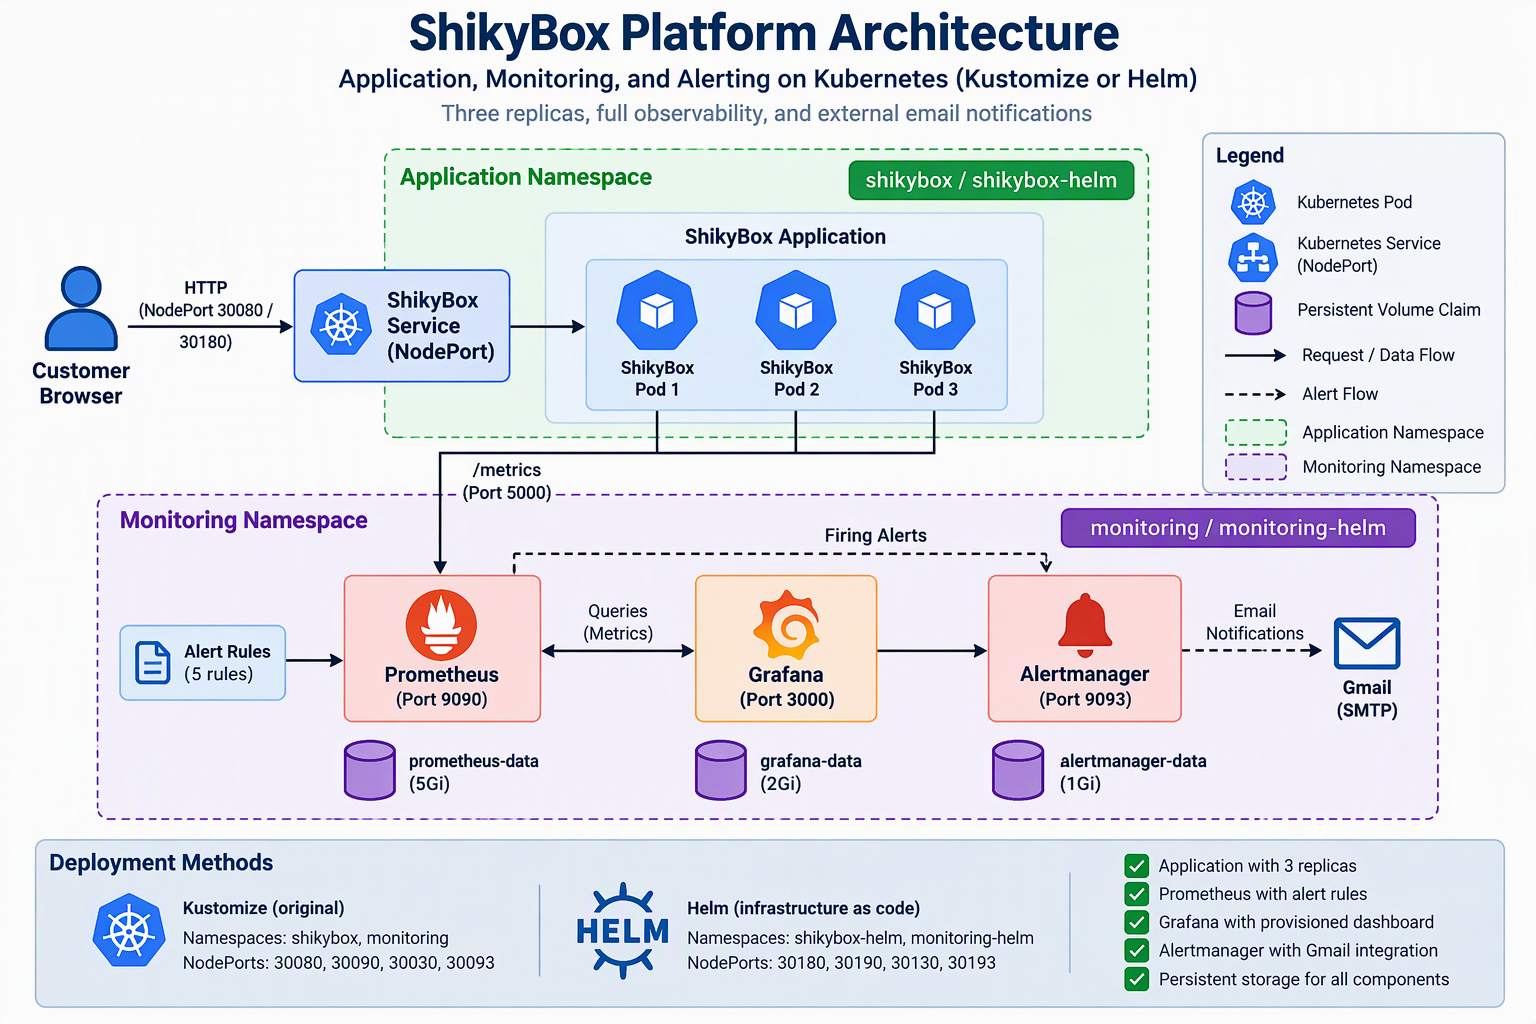 ShikyBox Platform Architecture
Application, Monitoring, and Alerting on Kubernetes (Kustomize or Helm)
Three replicas, full observability, and external email notifications
Application Namespace
shikybox / shikybox-helm
ShikyBox Application
HTTP
(NodePort 30080 /
30180)
Customer
Browser
ShikyBox
Service
(NodePort)
ShikyBox
Pod 1
ShikyBox
Pod 2
ShikyBox
Pod 3
Legend
Kubernetes Pod
Kubernetes Service
(NodePort)
Persistent Volume Claim
Request / Data Flow
Alert Flow
Application Namespace
Monitoring Namespace
/metrics
(Port 5000)
Monitoring Namespace
monitoring / monitoring-helm
Firing Alerts
Alert Rules
(5 rules)
Prometheus
(Port 9090)
Queries
(Metrics)
Grafana
(Port 3000)
Alertmanager
(Port 9093)
Email
Notifications
Gmail
(SMTP)
prometheus-data
(5Gi)
grafana-data
(2Gi)
alertmanager-data
(1Gi)
Deployment Methods
Kustomize (original)
Namespaces: shikybox, monitoring
NodePorts: 30080, 30090, 30030, 30093
HELM
Helm (infrastructure as code)
Namespaces: shikybox-helm, monitoring-helm
NodePorts: 30180, 30190, 30130, 30193
Application with 3 replicas
Prometheus with alert rules
Grafana with provisioned dashboard
Alertmanager with Gmail integration
Persistent storage for all components